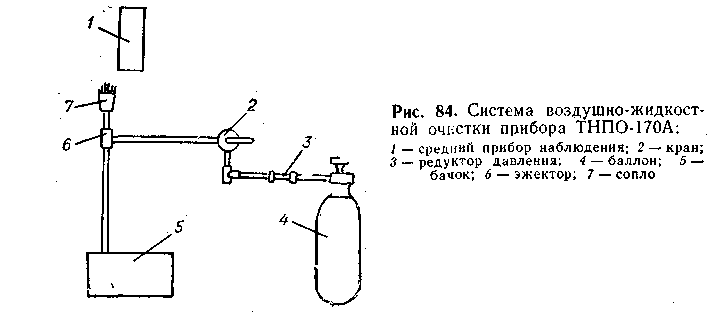 1
7
2
6
3
5
4
Рис. 84. Система воздушно-жидкост-
ной очистки прибора ТНПО-170А:
1 — средний прибор наблюдения; 2 — кран;
3 — редуктор давления; 4 — баллон; 5 —
бачок; 6 — эжектор; 7 — сопло